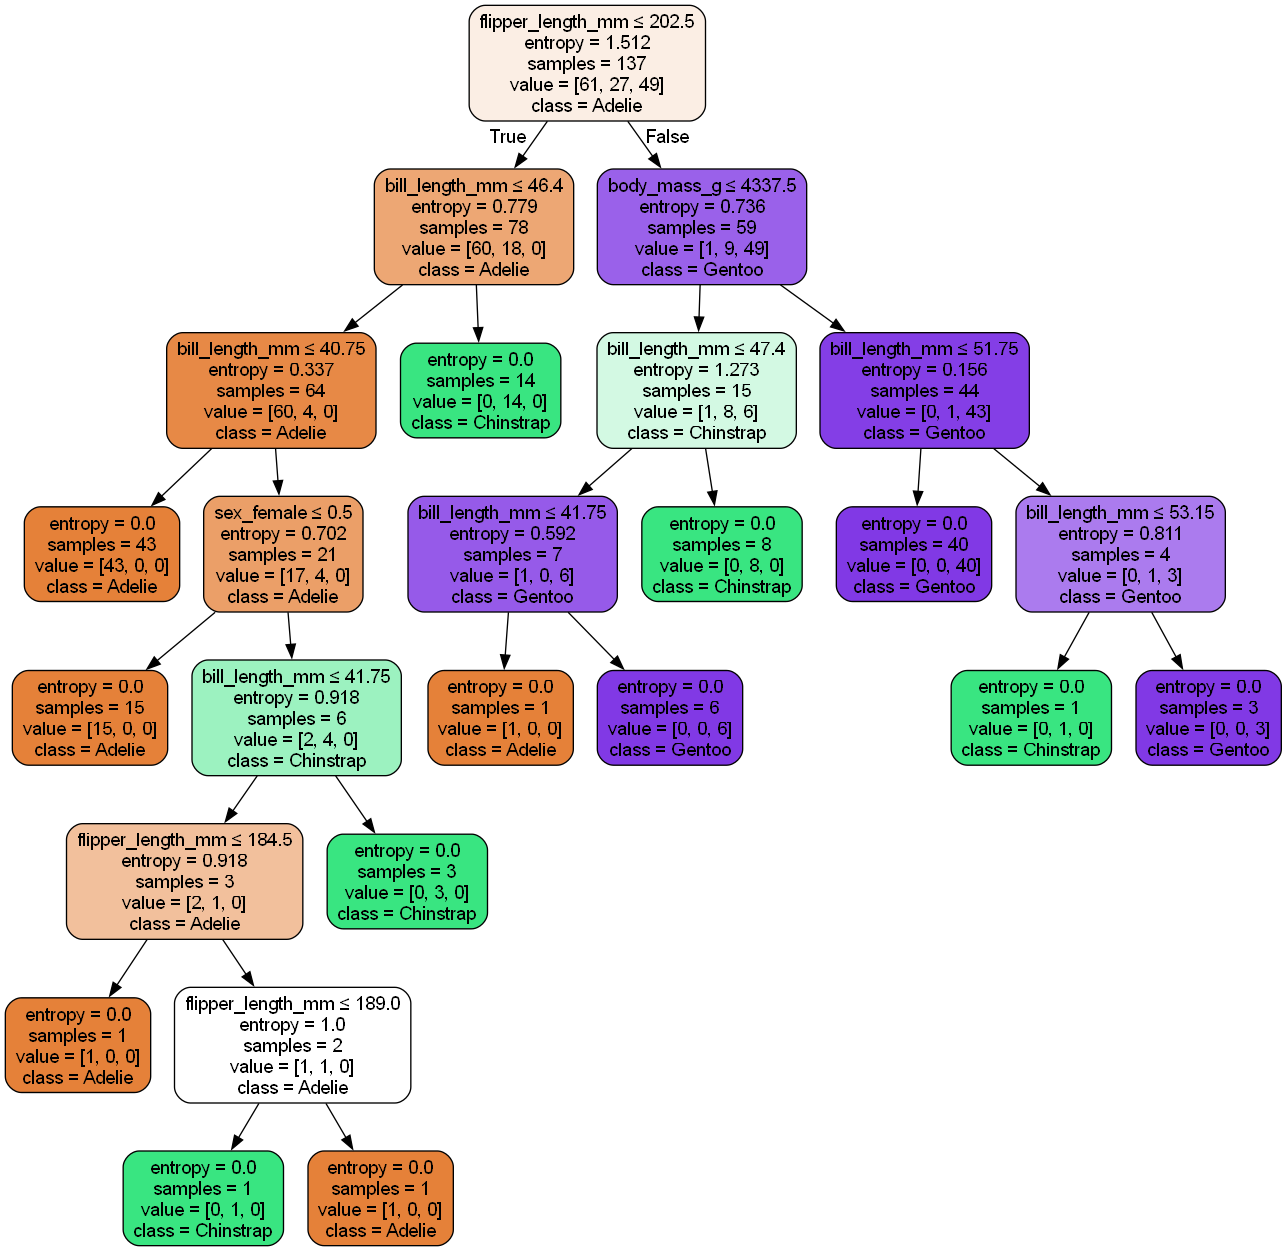 flipper_length_mm ≤ 202.5
entropy = 1.512
samples = 137
value = [61, 27, 49]
class = Adelie
True
False
bill_length_mm ≤ 46.4
entropy = 0.779
samples = 78
value = [60, 18, 0]
class = Adelie
body_mass_g ≤ 4337.5
entropy = 0.736
samples = 59
value = [1, 9, 49]
class = Gentoo
bill_length_mm ≤ 40.75
entropy = 0.337
samples = 64
value = [60, 4, 0]
class = Adelie
entropy = 0.0
samples = 14
value = [0, 14, 0]
class = Chinstrap
bill_length_mm ≤ 47.4
entropy = 1.273
samples = 15
value = [1, 8, 6]
class = Chinstrap
bill_length_mm ≤ 51.75
entropy = 0.156
samples = 44
value = [0, 1, 43]
class = Gentoo
entropy = 0.0
samples = 43
value = [43, 0, 0]
class = Adelie
sex_female ≤ 0.5
entropy = 0.702
samples = 21
value = [17, 4, 0]
class = Adelie
bill_length_mm ≤ 41.75
entropy = 0.592
samples = 7
value = [1, 0, 6]
class = Gentoo
entropy = 0.0
samples = 8
value = [0, 8, 0]
class = Chinstrap
entropy = 0.0
samples = 40
value = [0, 0, 40]
class = Gentoo
bill_length_mm ≤ 53.15
entropy = 0.811
samples = 4
value = [0, 1, 3]
class = Gentoo
entropy = 0.0
samples = 15
value = [15, 0, 0]
class = Adelie
bill_length_mm ≤ 41.75
entropy = 0.918
samples = 6
value = [2, 4, 0]
class = Chinstrap
entropy = 0.0
samples = 1
value = [1, 0, 0]
class = Adelie
entropy = 0.0
samples = 6
value = [0, 0, 6]
class = Gentoo
entropy = 0.0
samples = 1
value = [0, 1, 0]
class = Chinstrap
entropy = 0.0
samples = 3
value = [0, 0, 3]
class = Gentoo
flipper_length_mm ≤ 184.5
entropy = 0.918
samples = 3
value = [2, 1, 0]
class = Adelie
entropy = 0.0
samples = 3
value = [0, 3, 0]
class = Chinstrap
entropy = 0.0
samples = 1
value = [1, 0, 0]
class = Adelie
flipper_length_mm ≤ 189.0
entropy = 1.0
samples = 2
value = [1, 1, 0]
class = Adelie
entropy = 0.0
samples = 1
value = [0, 1, 0]
class = Chinstrap
entropy = 0.0
samples = 1
value = [1, 0, 0]
class = Adelie